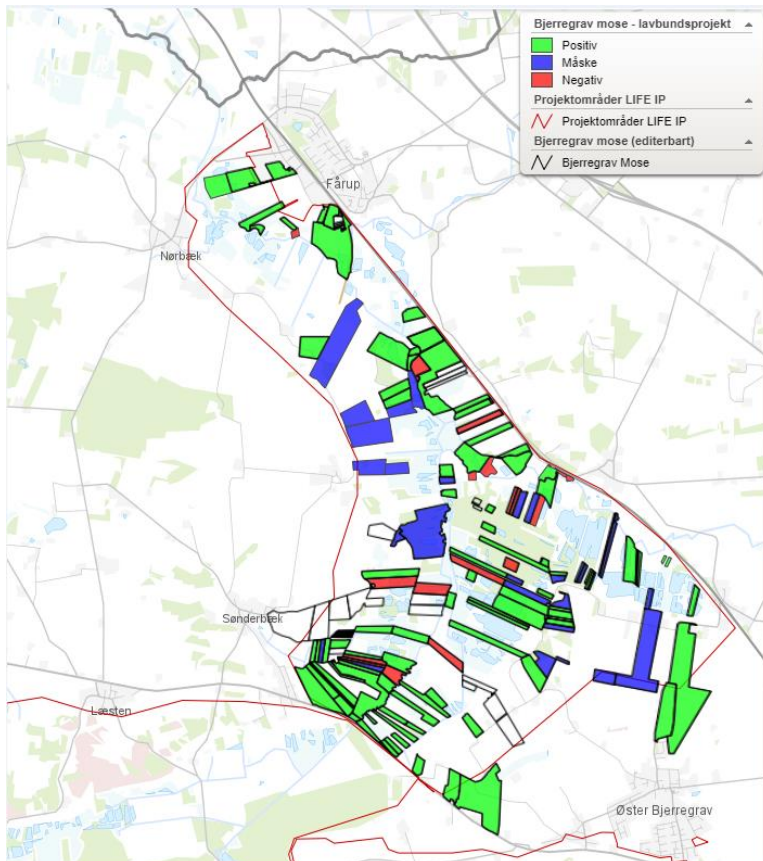 Bjerregrav mose - lavbundsprojekt
Positiv
Måske
Negativ
Projektområder LIFE IP
Projektområder LIFE IP
Bjerregrav mose (editerbart)
Bjerregrav Mose
Fårup
Nørbæk
Sønderbæk
Læsten
Øster Bjerregrav